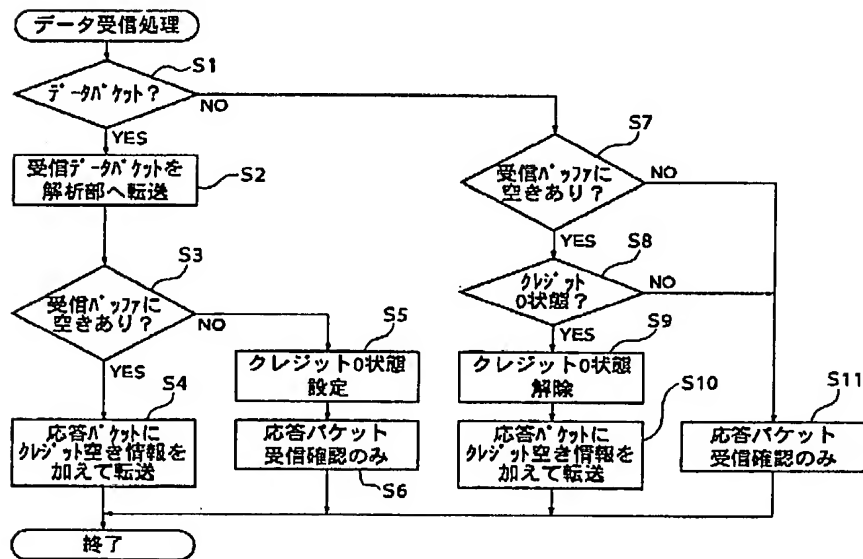 データ受信処理
S1
データパケット？
NO
YES
受信データパケットを
解析部へ転送
S2
S3
受信バッファに
空きあり？
NO
YES
S4
応答パケットに
クレジット空き情報を
加えて転送
S5
クレジット0状態
設定
応答パケット
受信確認のみ
S6
S7
受信バッファに
空きあり？
NO
YES
S8
クレジット
0状態？
NO
YES
S9
クレジット0状態
解除
S10
応答パケットに
クレジット空き情報を
加えて転送
S11
応答パケット
受信確認のみ
終了